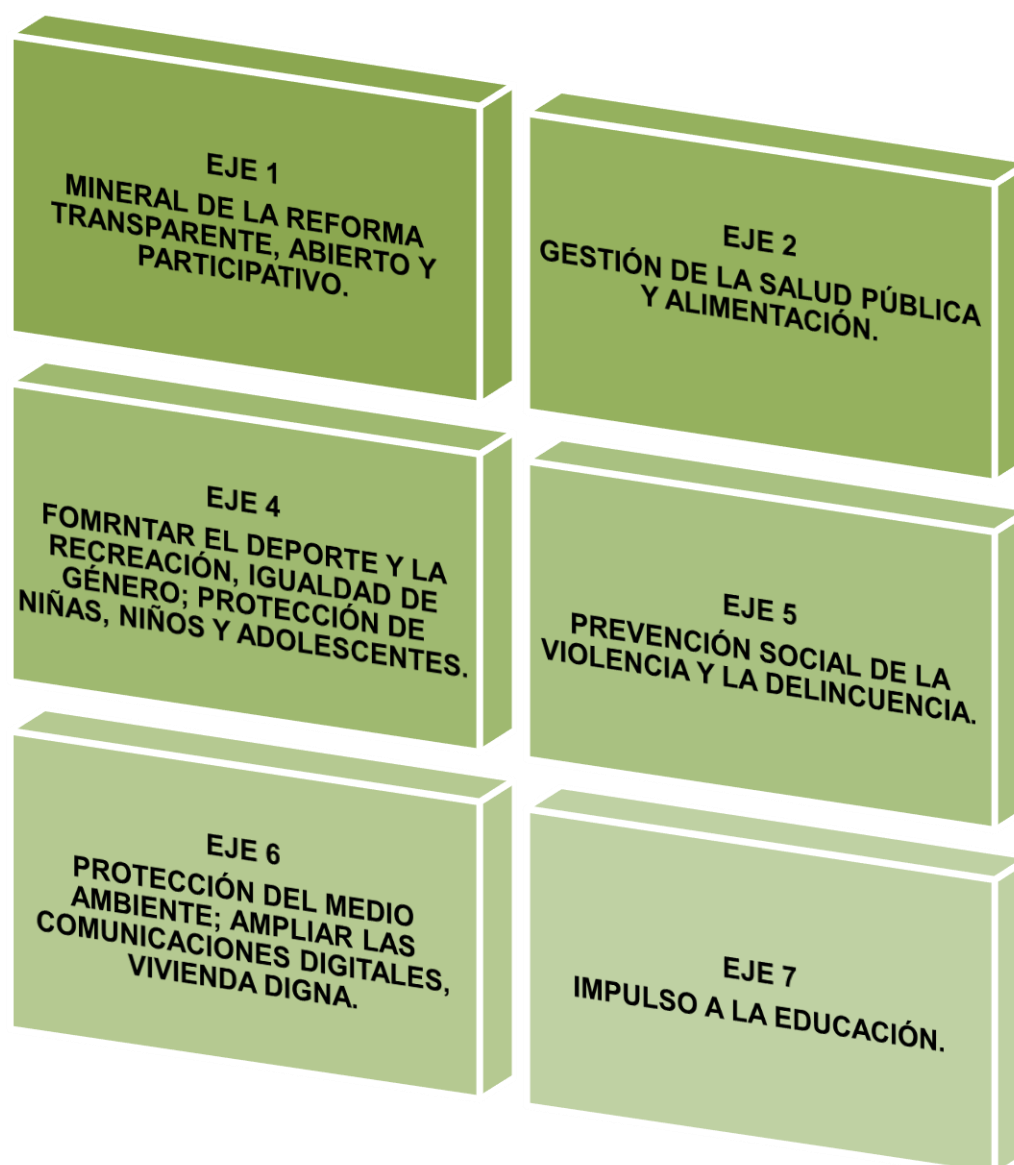 EJE 1
MINERAL DE LA REFORMA
TRANSPARENTE, ABIERTO Y
PARTICIPATIVO.
EJE 2
GESTIÓN DE LA SALUD PÚBLICA
Y ALIMENTACIÓN.
EJE 4
FOMRNTAR EL DEPORTE Y LA
RECREACIÓN, IGUALDAD DE
GÉNERO; PROTECCIÓN DE
NIÑAS, NIÑOS Y ADOLESCENTES.
EJE 5
PREVENCIÓN SOCIAL DE LA
VIOLENCIA Y LA DELINCUENCIA.
EJE 6
PROTECCIÓN DEL MEDIO
AMBIENTE; AMPLIAR LAS
COMUNICACIONES DIGITALES,
VIVIENDA DIGNA.
EJE 7
IMPULSO A LA EDUCACIÓN.